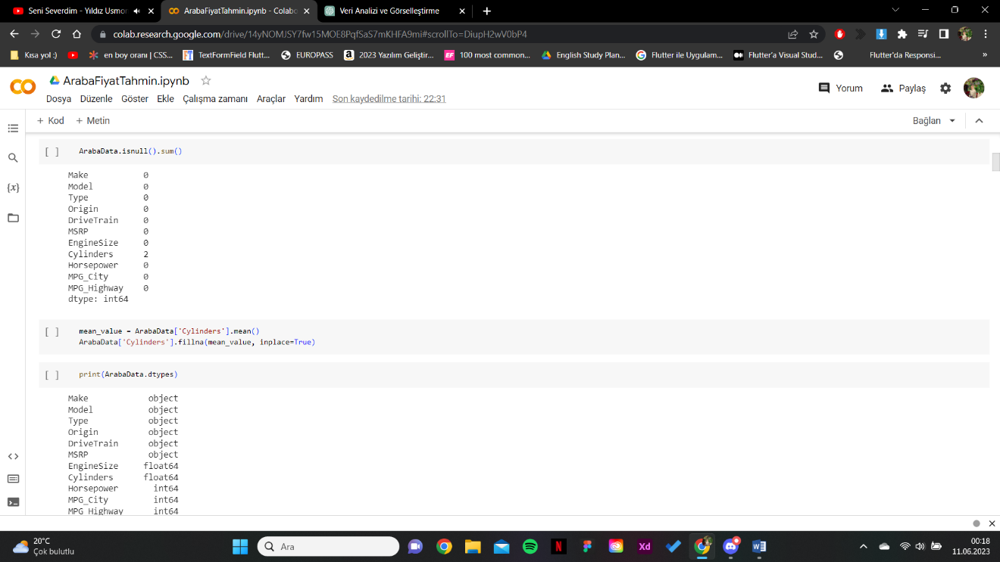 Seni Severdim - Yıldız Usmon
ArabaFiyatTahmin.ipynb - Colabo
Veri Analizi ve Görselleştirme
colab.research.google.com/drive/14yNOMJSY7fw15MOE8PqfSaS7mKHFA9mi#scrollTo=DiupH2wV0bP4
Kısa yol :)
en boy oranı | CSS...
TextFormField Flutt...
EUROPASS
2023 Yazılım Geliştir...
EF 100 most common...
English Study Plan...
Flutter ile Uygulam...
Flutter'a Visual Stud...
Flutter'da Responsi...
»
CO
ArabaFiyatTahmin.ipynb
Dosya Düzenle Göster Ekle Çalışma zamanı Araçlar Yardım Son kaydedilme tarihi: 22:31
Yorum
Paylaş
+ Kod + Metin
Bağlan
{x}
[ ] ArabaData.isnull().sum()
Make 0
Model 0
Type 0
Origin 0
DriveTrain 0
MSRP 0
EngineSize 0
Cylinders 2
Horsepower 0
MPG_City 0
MPG_Highway 0
dtype: int64
[ ] mean_value = ArabaData['Cylinders'].mean()
ArabaData['Cylinders'].fillna(mean_value, inplace=True)
[ ] print(ArabaData.dtypes)
Make object
Model object
Type object
Origin object
DriveTrain object
MSRP object
EngineSize float64
Cylinders float64
Horsepower int64
MPG_City int64
MPG_Highway int64
20°C
Çok bulutlu
Ara
Xd
00:18
11.06.2023